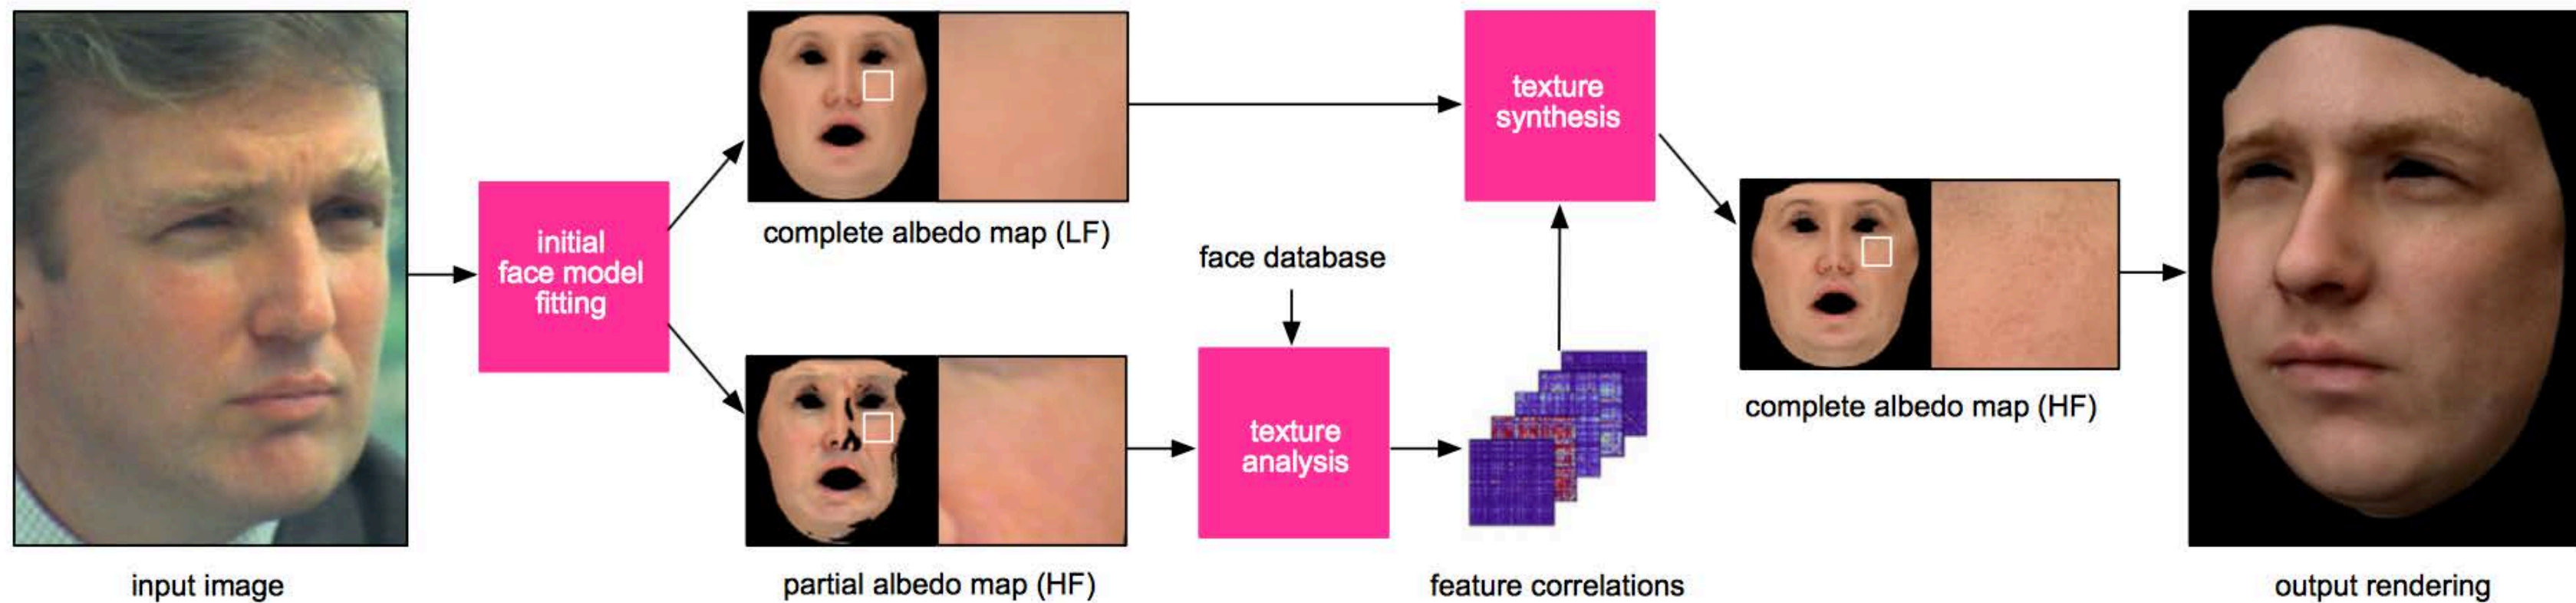 input image
initial
face model
fitting
complete albedo map (LF)
partial albedo map (HF)
face database
texture
analysis
feature correlations
texture
synthesis
complete albedo map (HF)
output rendering